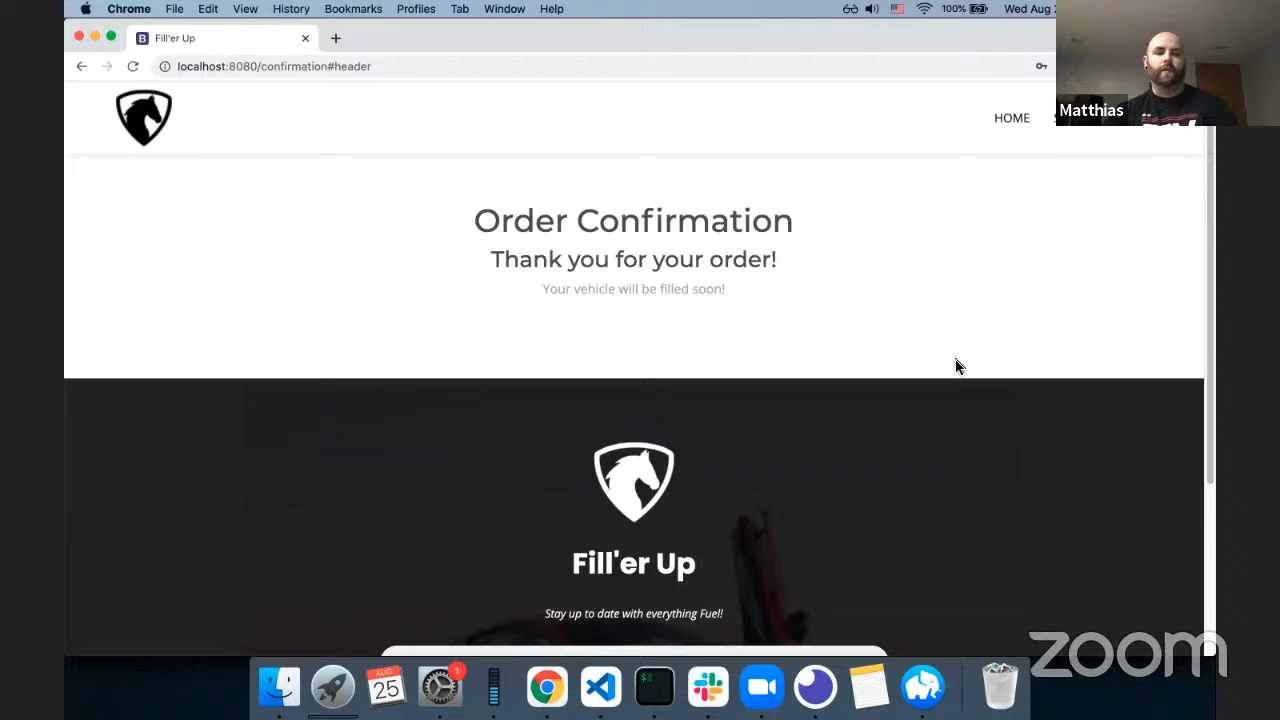 Chrome File Edit View History Bookmarks Profiles Tab Window Help 100% Wed Aug
Fill'er Up
localhost:8080/confirmation#header
Matthias
HOME
Order Confirmation
Thank you for your order!
Your vehicle will be filled soon!
Fill'er Up
Stay up to date with everything Fuel!
zoom
1
AUG
25